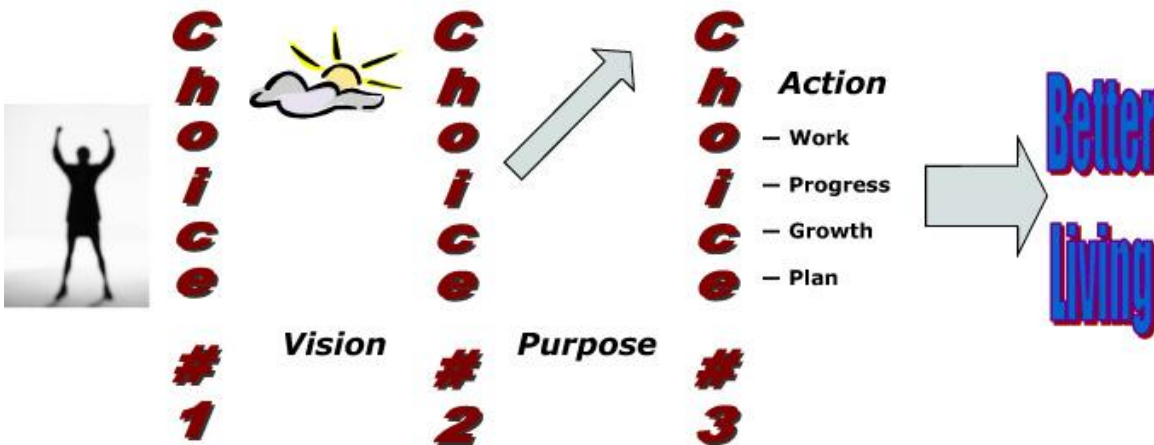 Choice #1
Vision
Choice #2
Purpose
Choice #3
Action
– Work
– Progress
– Growth
– Plan
Better
Living